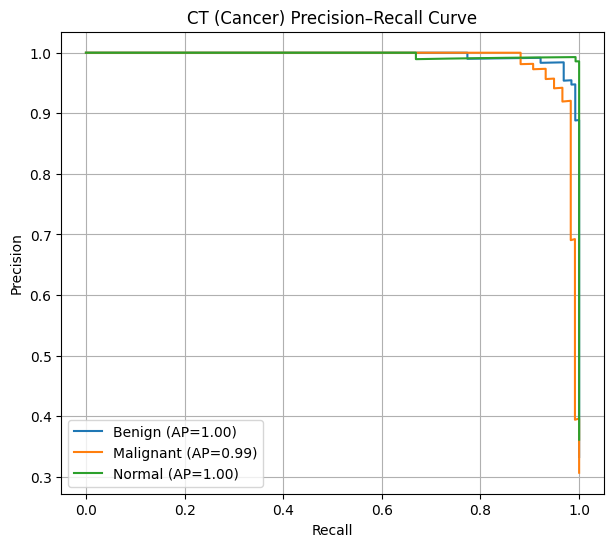 CT (Cancer) Precision–Recall Curve
Precision
1.0
0.9
0.8
0.7
0.6
0.5
0.4
0.3
Benign (AP=1.00)
Malignant (AP=0.99)
Normal (AP=1.00)
0.0 0.2 0.4 0.6 0.8 1.0
Recall